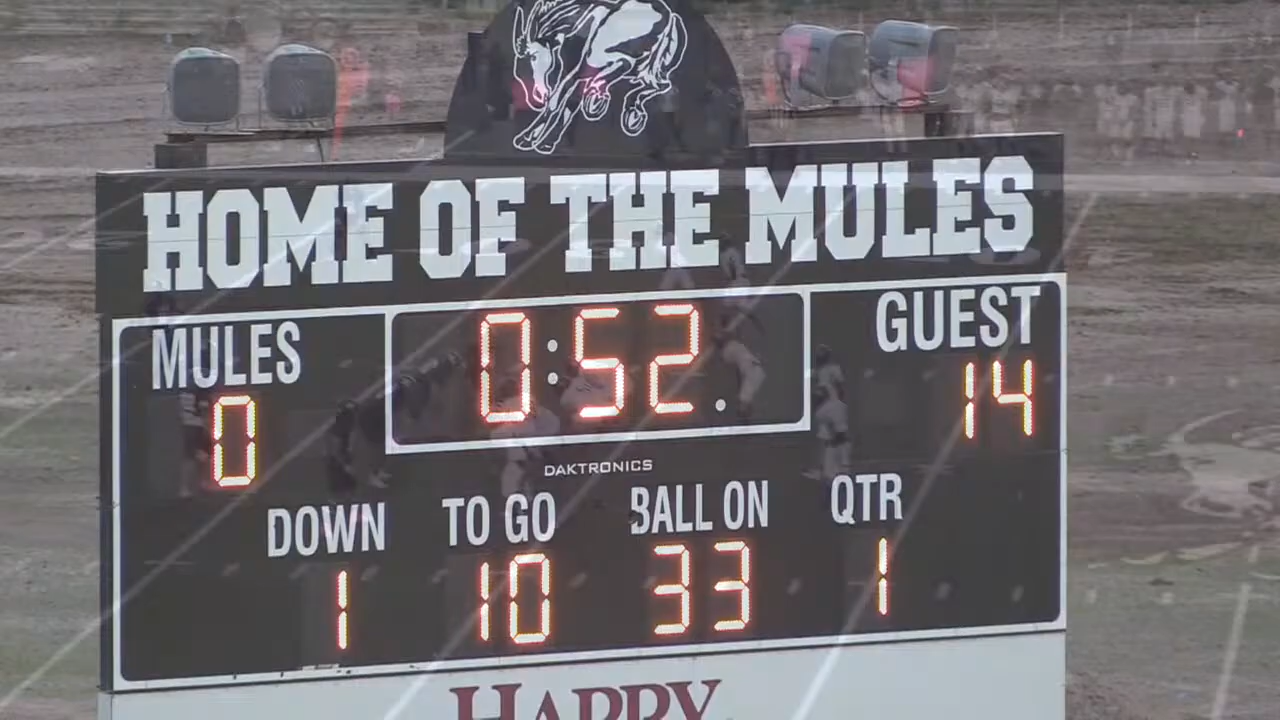 HOME OF THE MULES
MULES
0:52.
GUEST
0
14
DAKTRONICS
DOWN TO GO BALL ON QTR
1 10 33 1
HAPPY